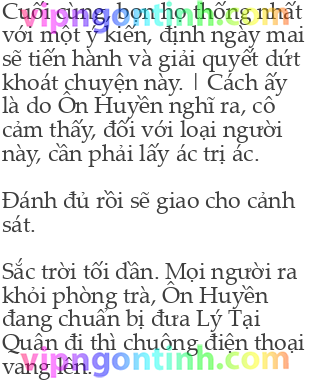 vipngontinh.com
Cuối cùng, bọn họ thống nhất
với một ý kiến, định ngày mai
sẽ tiến hành và giải quyết dứt
khoát chuyện này. | Cách ấy
là do Ôn Huyền nghĩ ra, cô
cảm thấy, đối với loại người
này, cần phải lấy ác trị ác.
Đánh đủ rồi sẽ giao cho cảnh
sát.
Sắc trời tối dần. Mọi người ra
khỏi phòng trà, Ôn Huyền
đang chuẩn bị đưa Lý Tại
Quân đi thì chuông điện thoại
vang lên.
vipngontinh.com